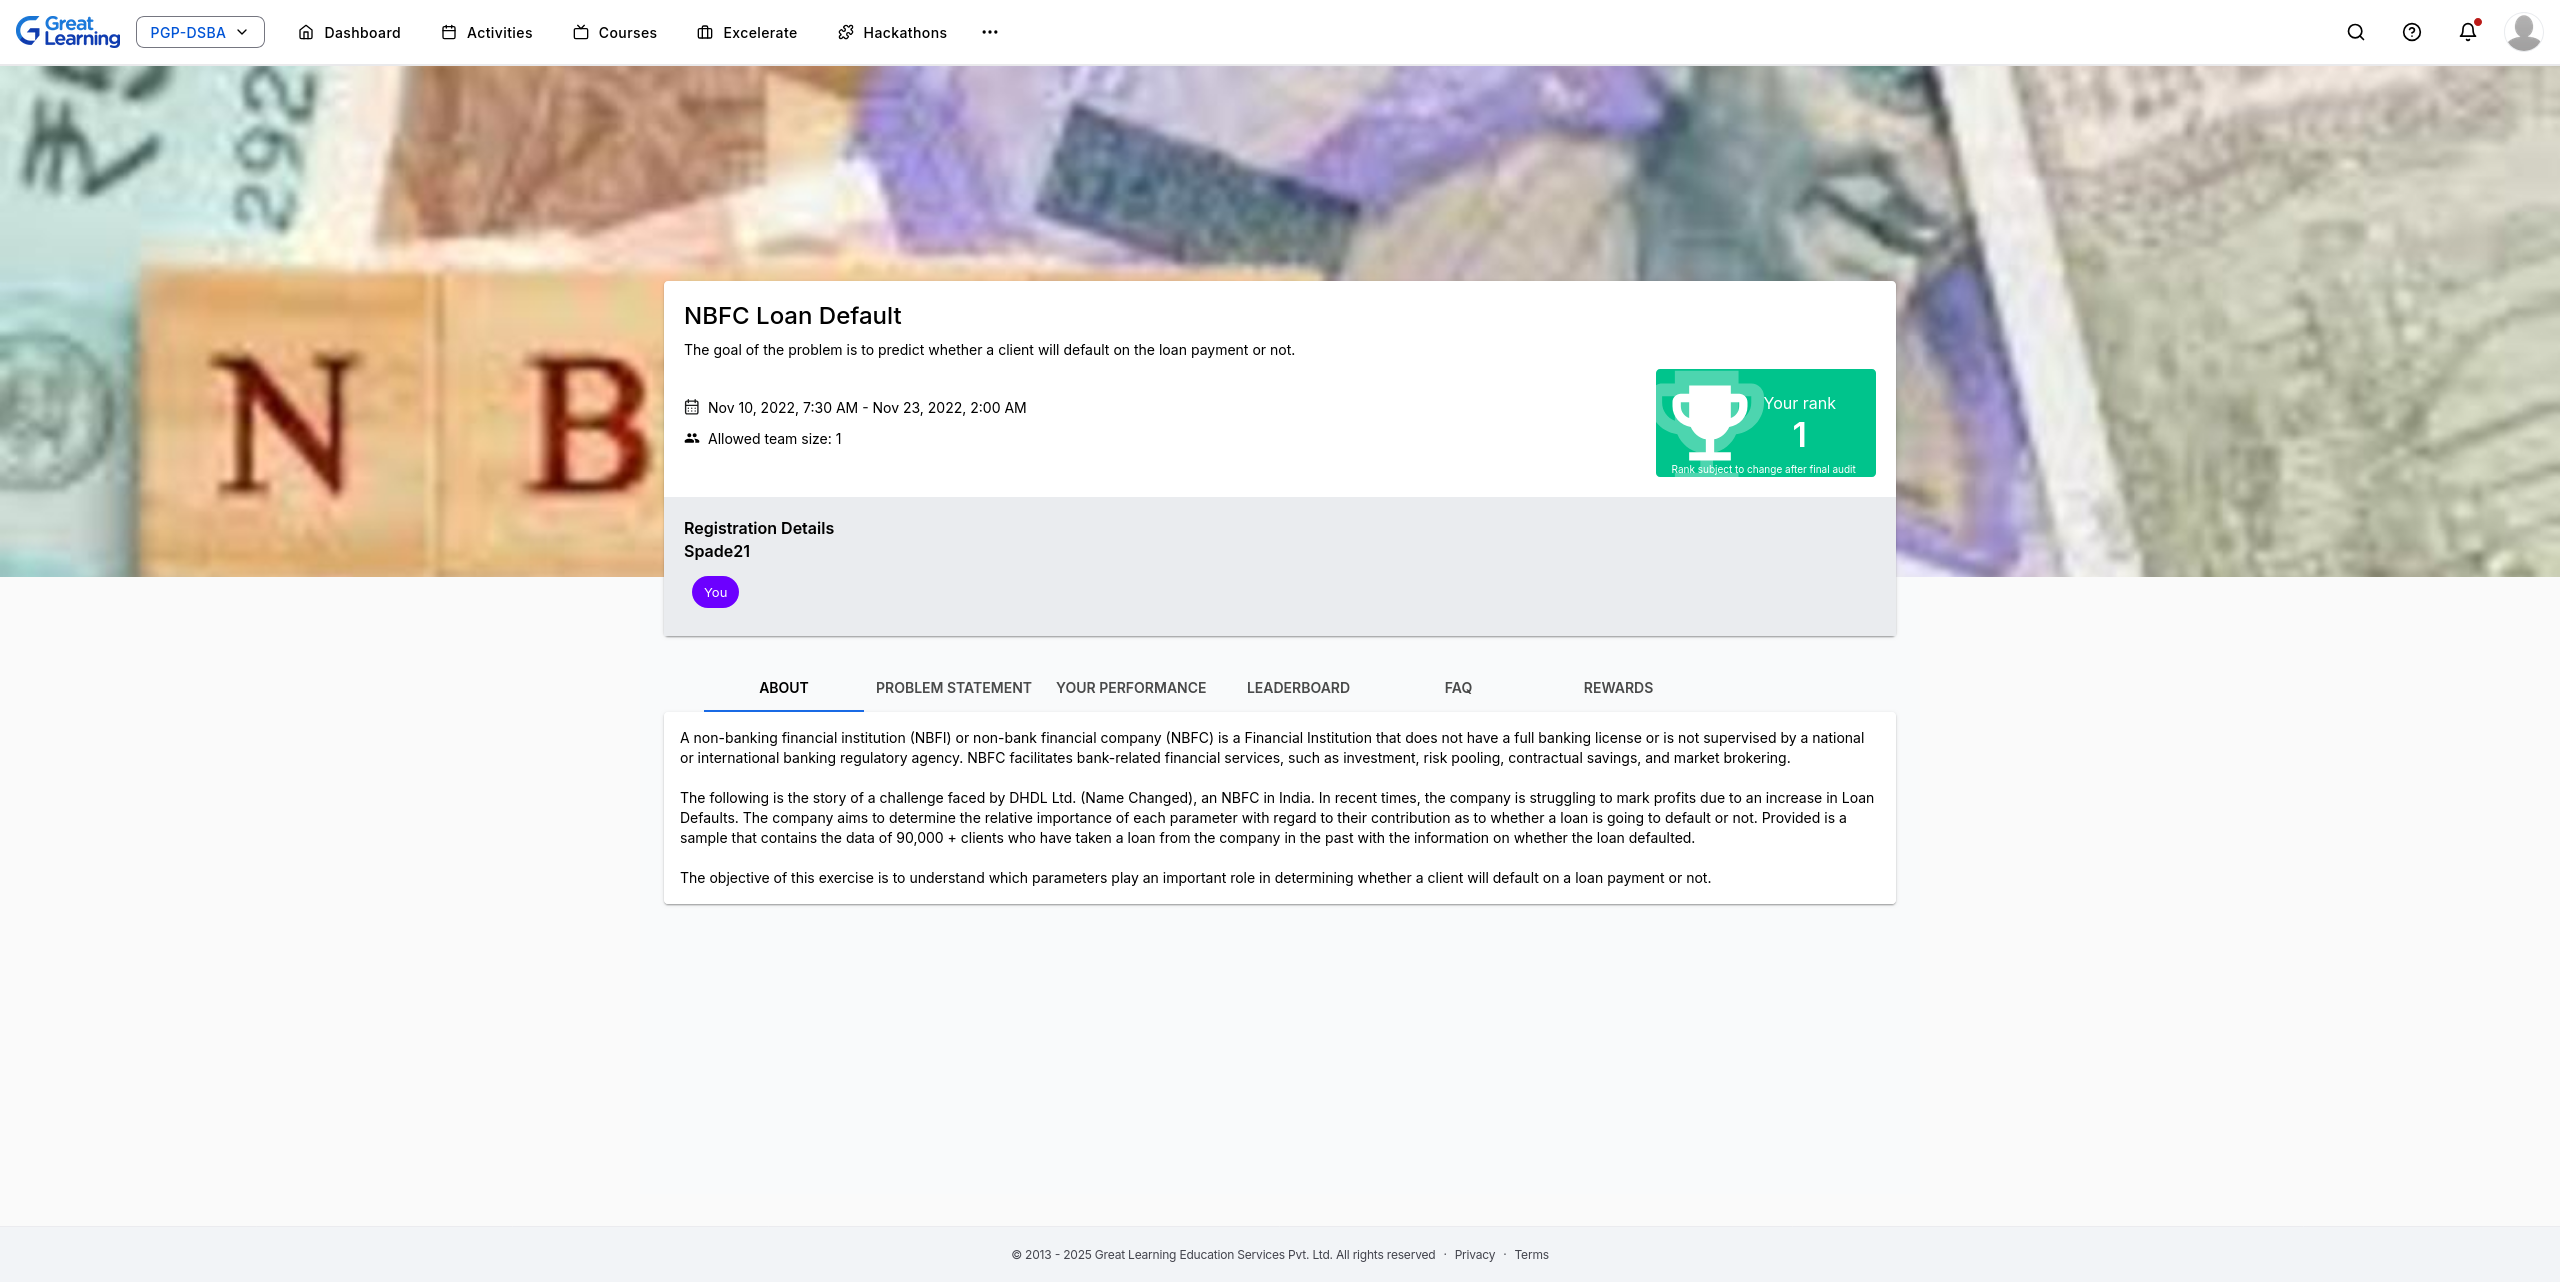 Great Learning
PGP-DSBA
Dashboard
Activities
Courses
Excelerate
Hackathons
292
N B
NBFC Loan Default
The goal of the problem is to predict whether a client will default on the loan payment or not.
Nov 10, 2022, 7:30 AM - Nov 23, 2022, 2:00 AM
Allowed team size: 1
Your rank
1
Rank subject to change after final audit
Registration Details
Spade21
You
ABOUT
PROBLEM STATEMENT
YOUR PERFORMANCE
LEADERBOARD
FAQ
REWARDS
A non-banking financial institution (NBFI) or non-bank financial company (NBFC) is a Financial Institution that does not have a full banking license or is not supervised by a national
or international banking regulatory agency. NBFC facilitates bank-related financial services, such as investment, risk pooling, contractual savings, and market brokering.
The following is the story of a challenge faced by DHDL Ltd. (Name Changed), an NBFC in India. In recent times, the company is struggling to mark profits due to an increase in Loan
Defaults. The company aims to determine the relative importance of each parameter with regard to their contribution as to whether a loan is going to default or not. Provided is a
sample that contains the data of 90,000 + clients who have taken a loan from the company in the past with the information on whether the loan defaulted.
The objective of this exercise is to understand which parameters play an important role in determining whether a client will default on a loan payment or not.
© 2013 - 2025 Great Learning Education Services Pvt. Ltd. All rights reserved · Privacy · Terms